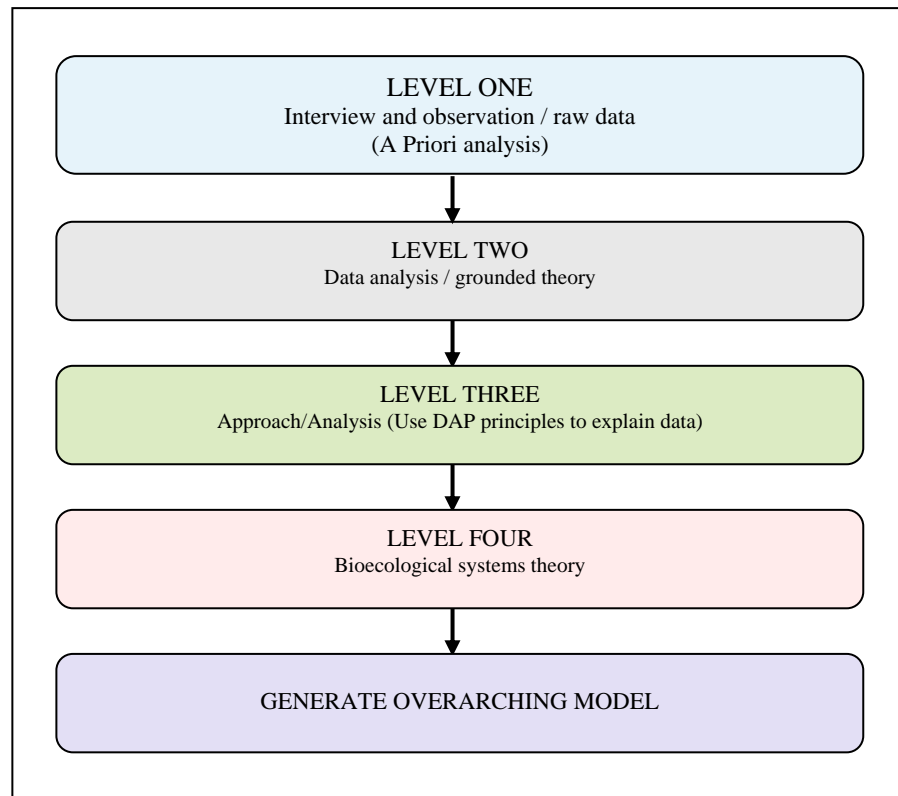 LEVEL ONE
Interview and observation / raw data
(A Priori analysis)
LEVEL TWO
Data analysis / grounded theory
LEVEL THREE
Approach/Analysis (Use DAP principles to explain data)
LEVEL FOUR
Bioecological systems theory
GENERATE OVERARCHING MODEL